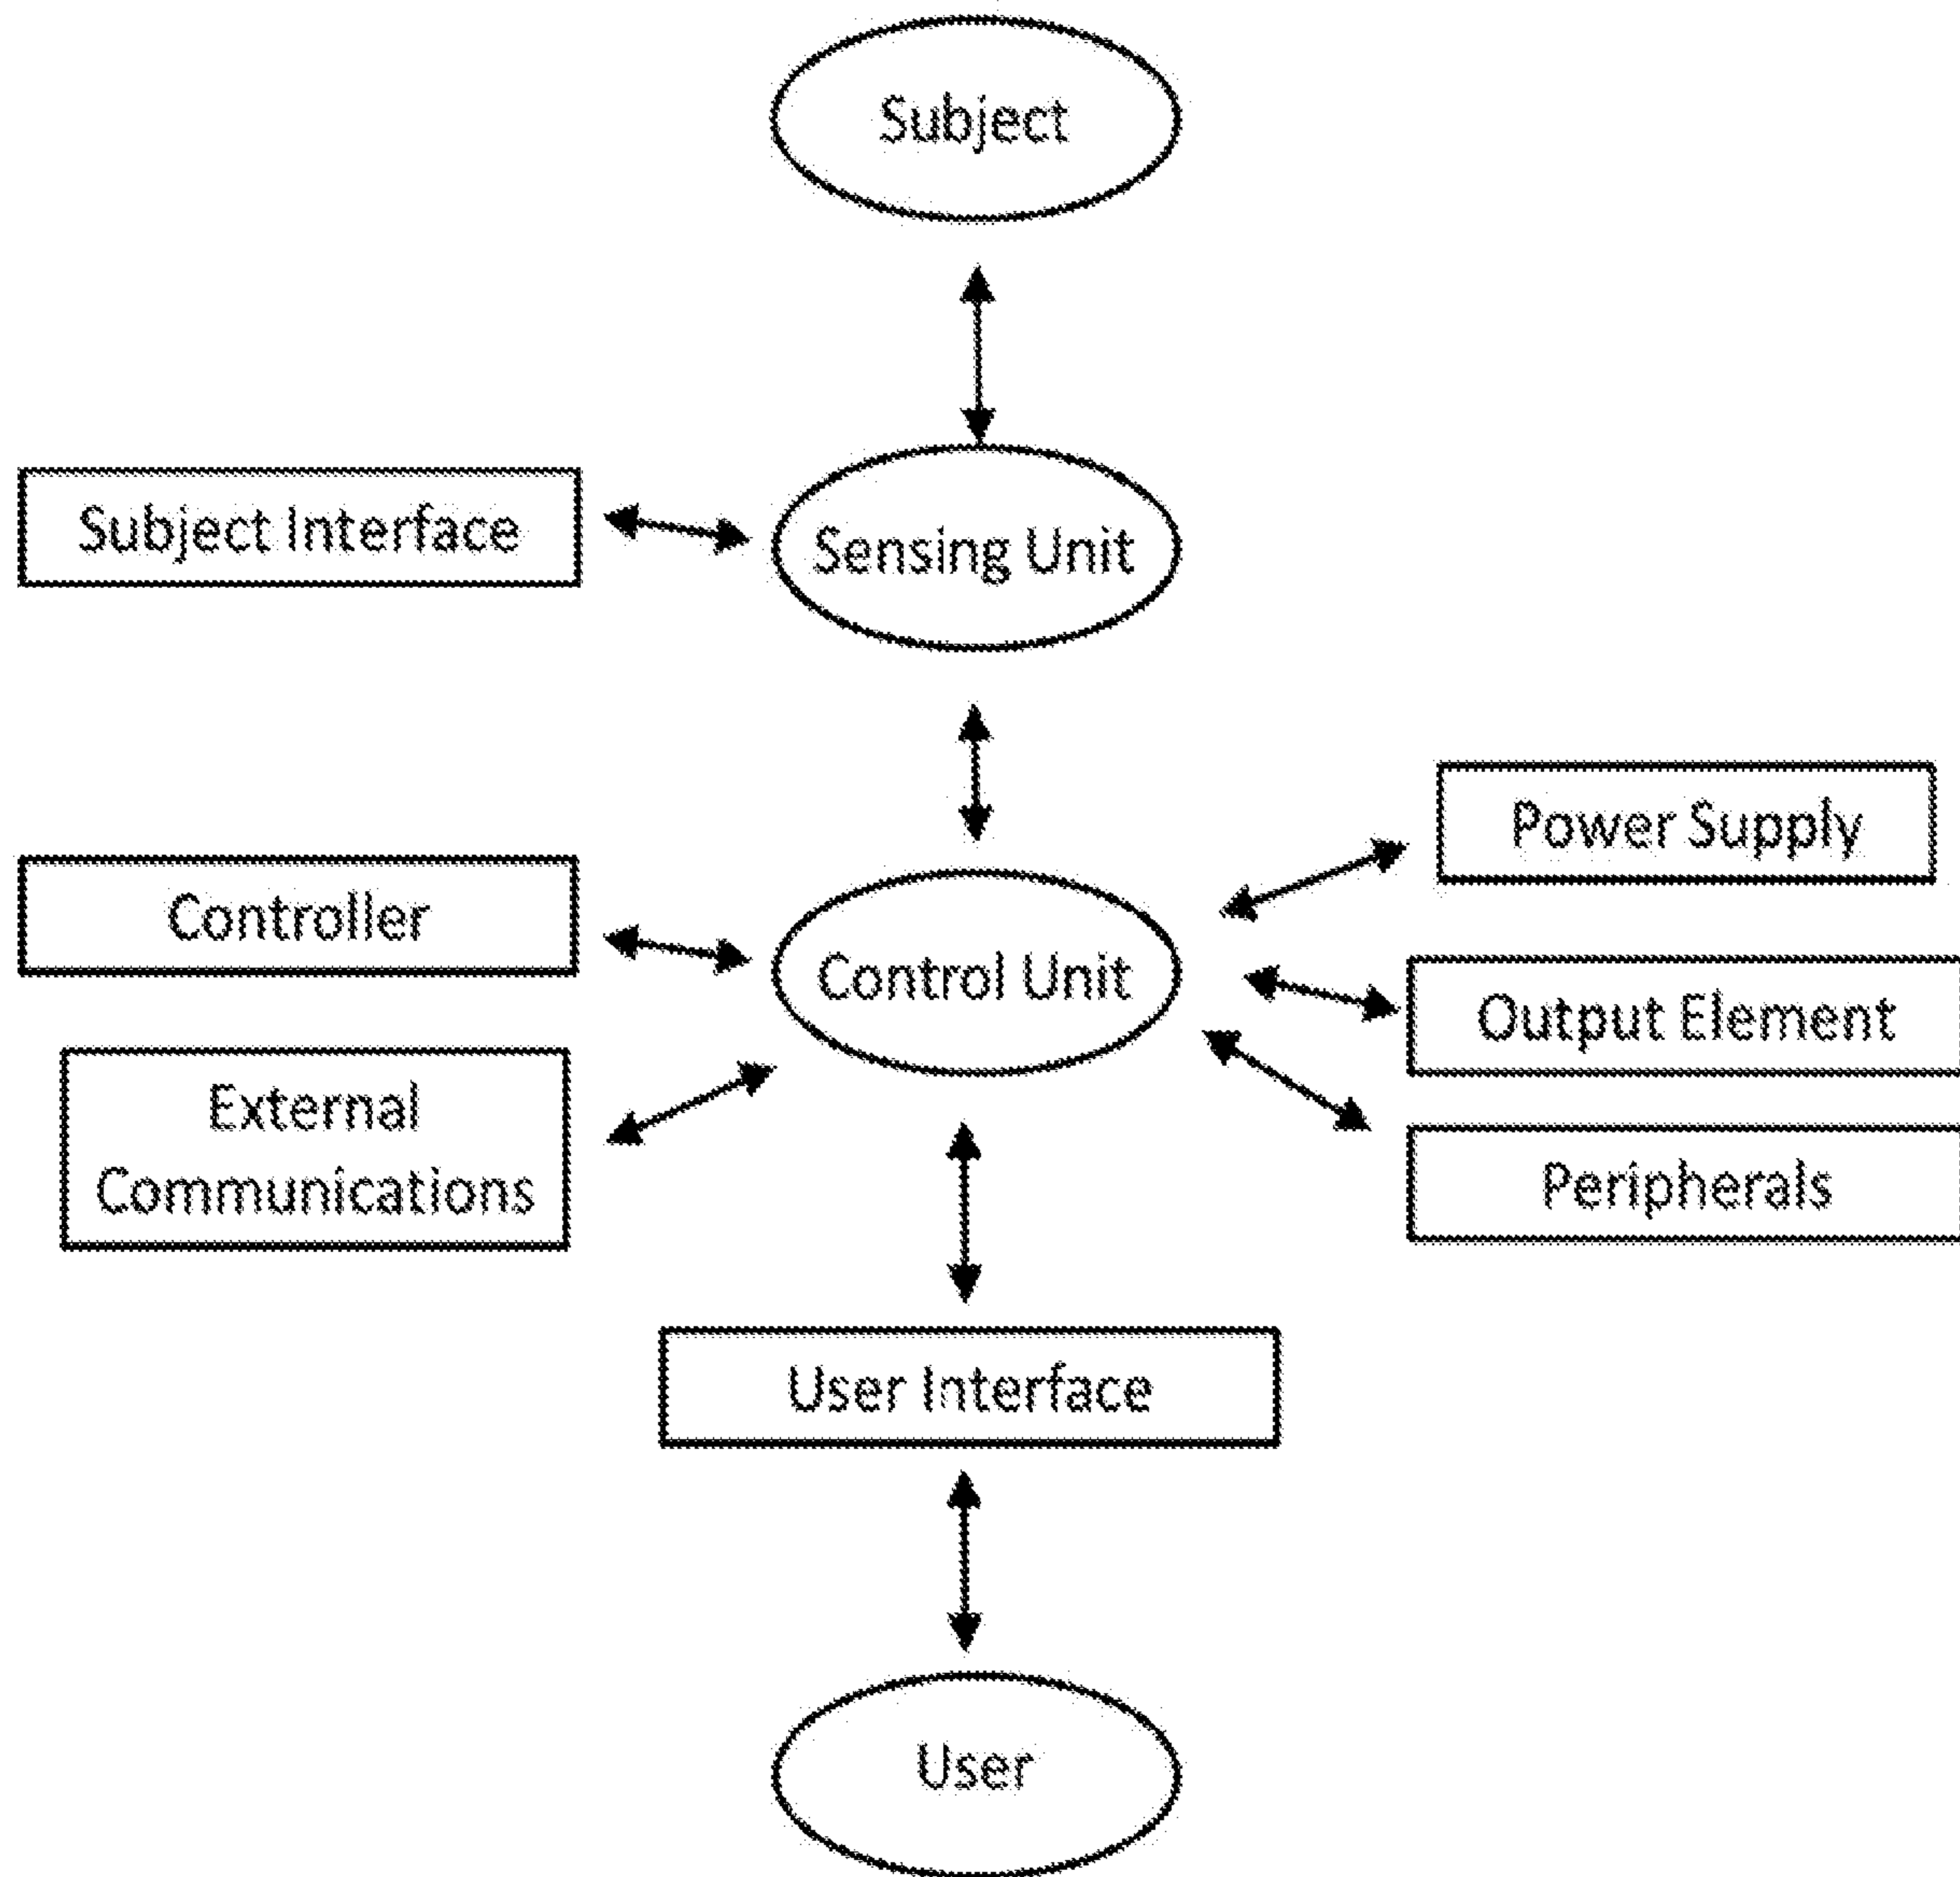 Subject
Subject Interface
Sensing Unit
Power Supply
Controller
Control Unit
Output Element
External
Communications
Peripherals
User Interface
User